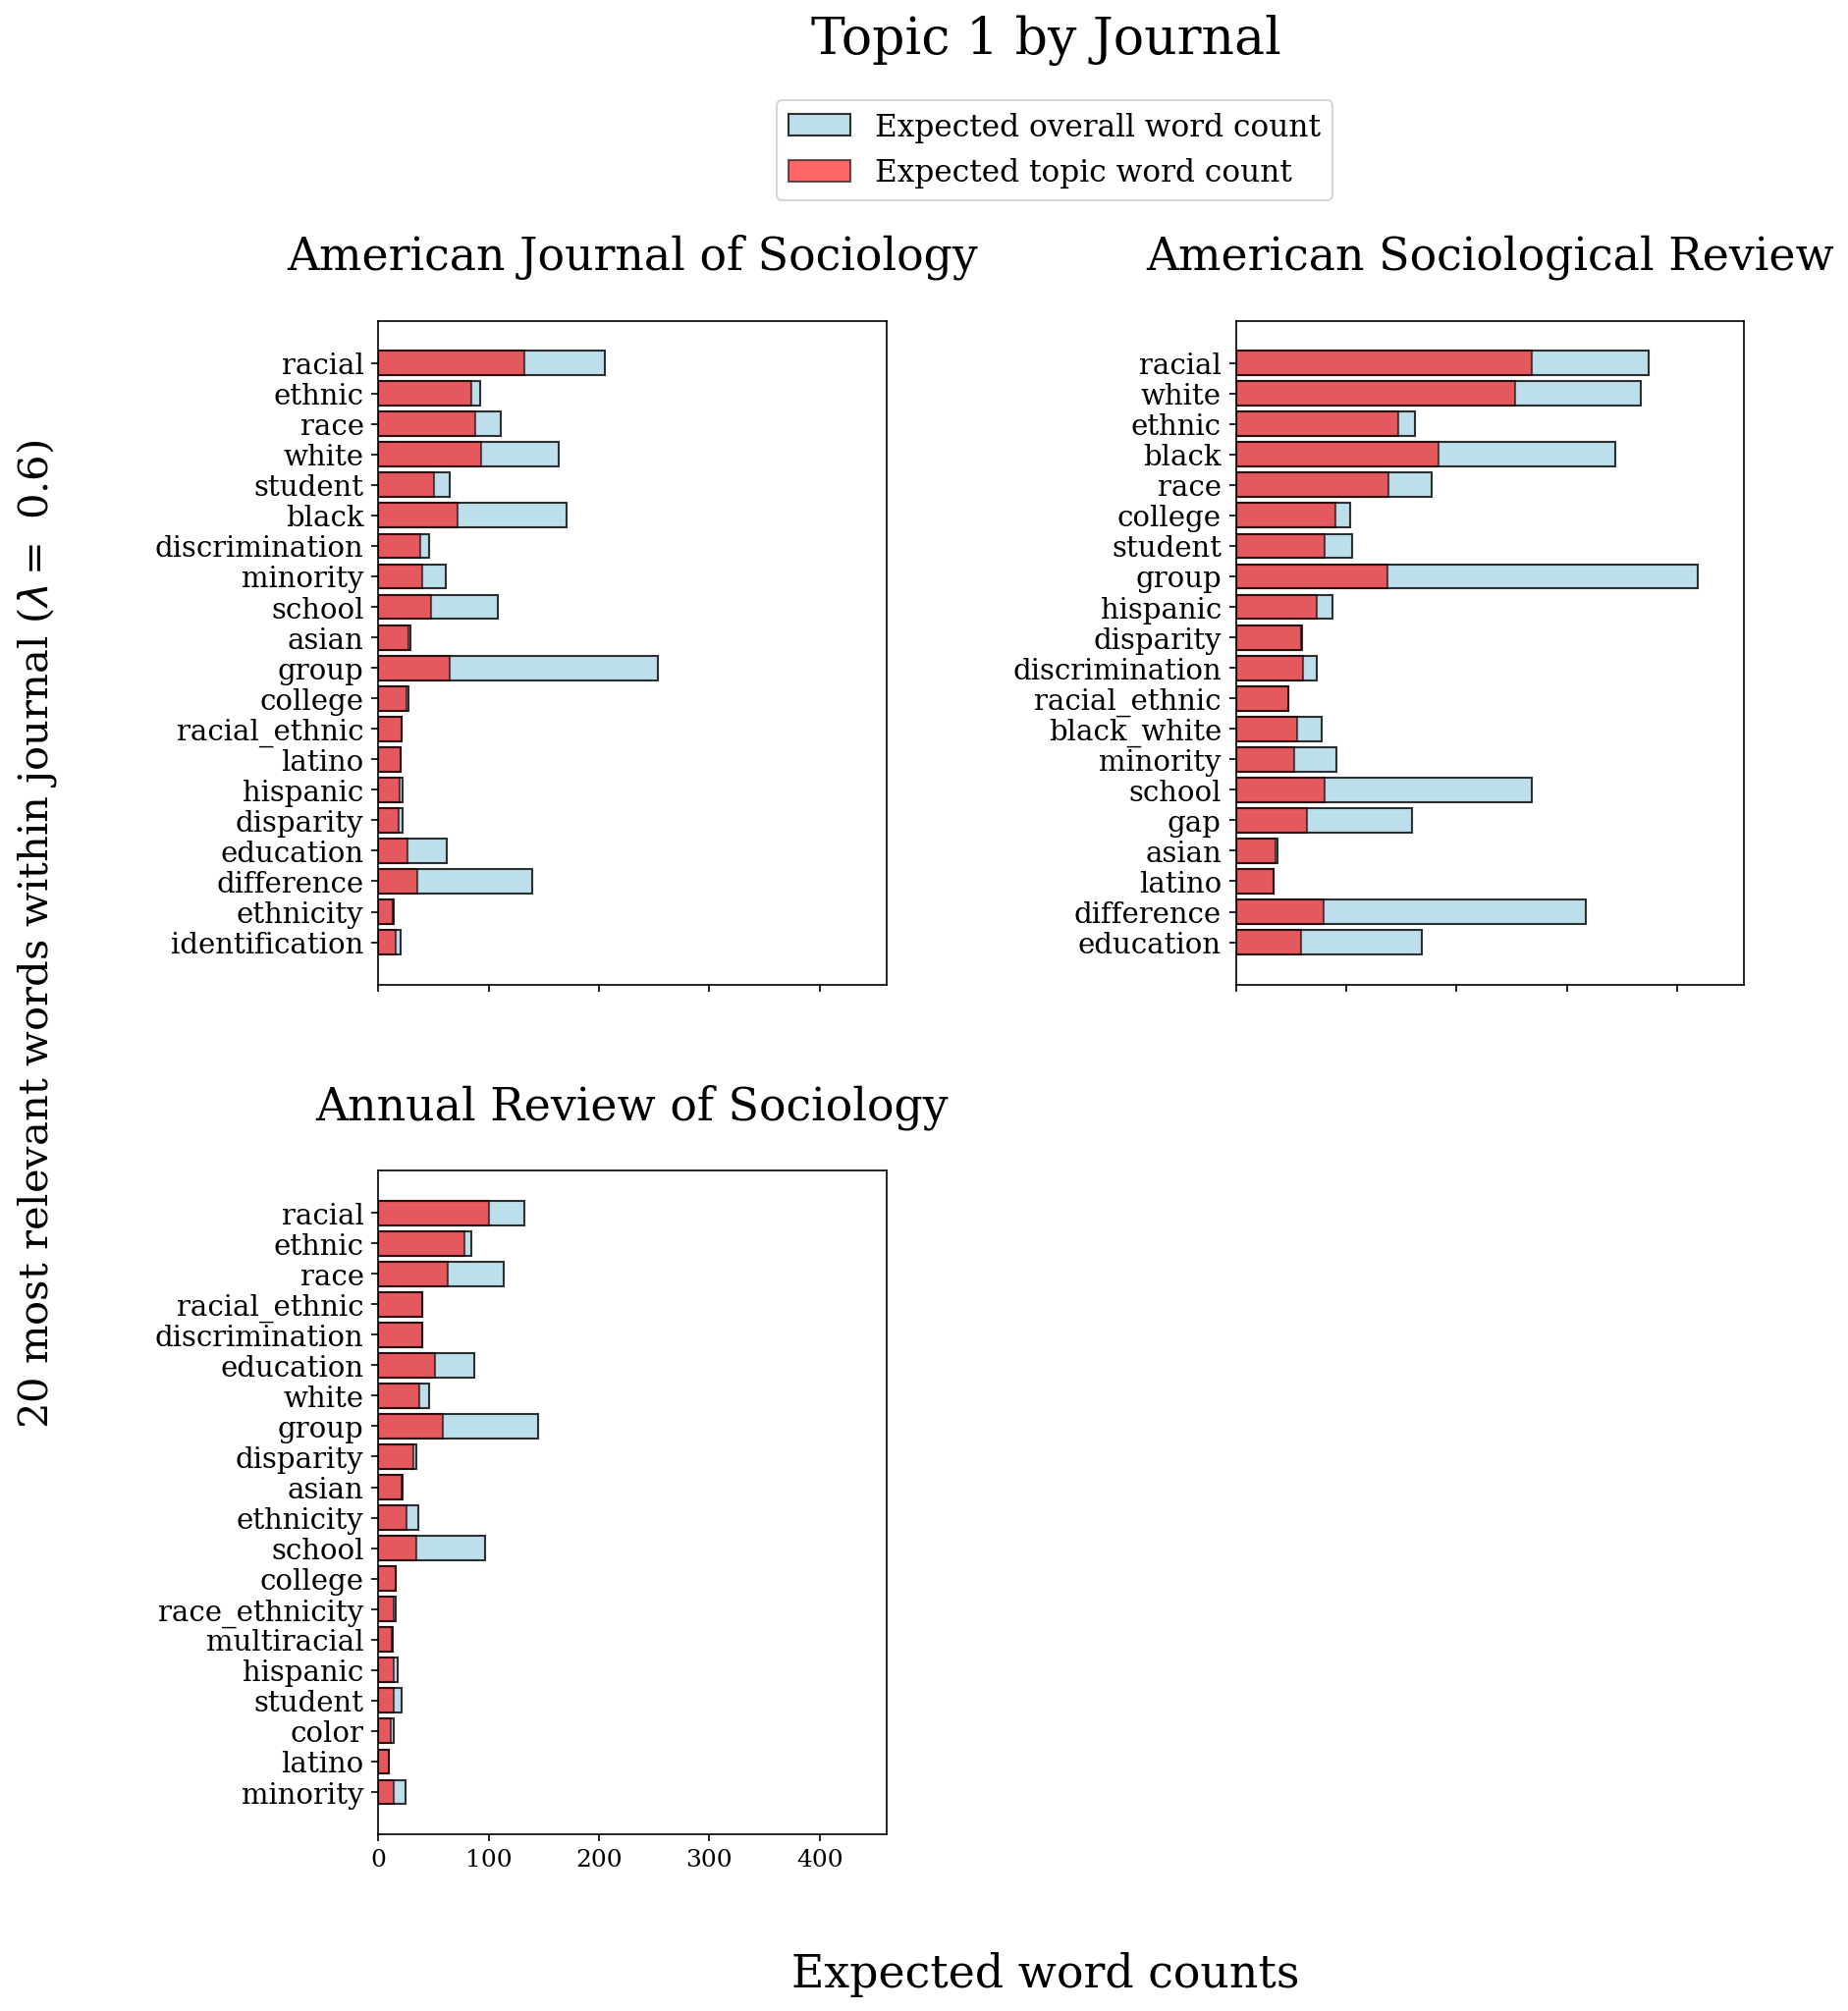 Topic 1 by Journal
Expected overall word count
Expected topic word count
20 most relevant words within journal (λ = 0.6)
American Journal of Sociology
racial
ethnic
race
white
student
black
discrimination
minority
school
asian
group
college
racial_ethnic
latino
hispanic
disparity
education
difference
ethnicity
identification
American Sociological Review
racial
white
ethnic
black
race
college
student
group
hispanic
disparity
discrimination
racial_ethnic
black_white
minority
school
gap
asian
latino
difference
education
Annual Review of Sociology
racial
ethnic
race
racial_ethnic
discrimination
education
white
group
disparity
asian
ethnicity
school
college
race_ethnicity
multiracial
hispanic
student
color
latino
minority
0 100 200 300 400
Expected word counts